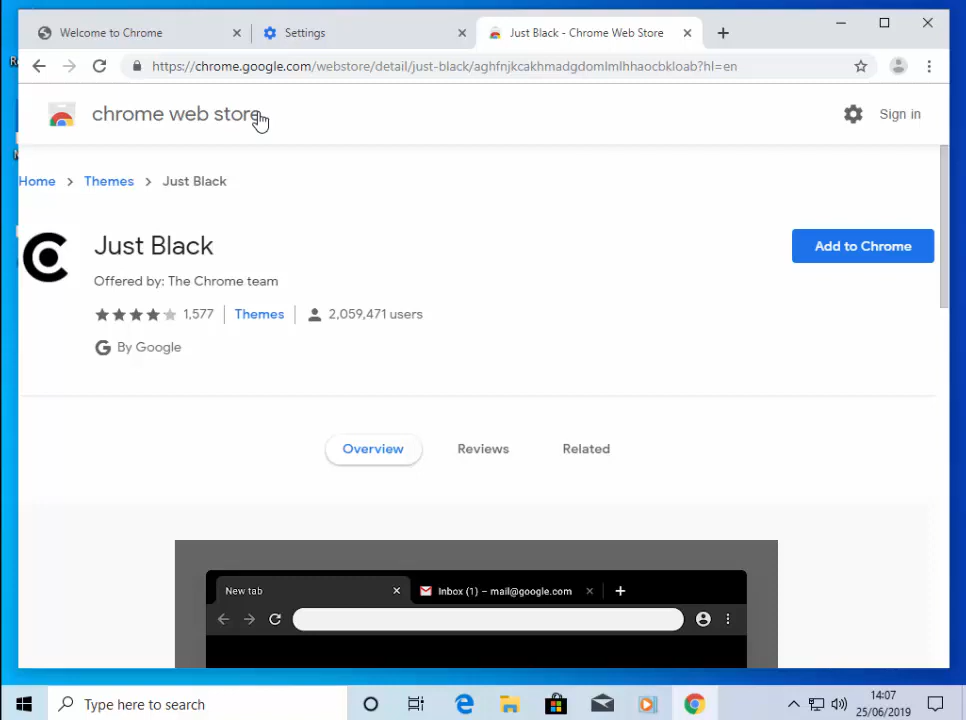 Welcome to Chrome
Settings
Just Black - Chrome Web Store
https://chrome.google.com/webstore/detail/just-black/aghfnjkcakhmadgdomlmlhhaocbkloab?hl=en
chrome web store
Sign in
Home > Themes > Just Black
Just Black
Add to Chrome
Offered by: The Chrome team
1,577
Themes
2,059,471 users
By Google
Overview
Reviews
Related
New tab
Inbox (1) – mail@google.com
Type here to search
14:07
25/06/2019